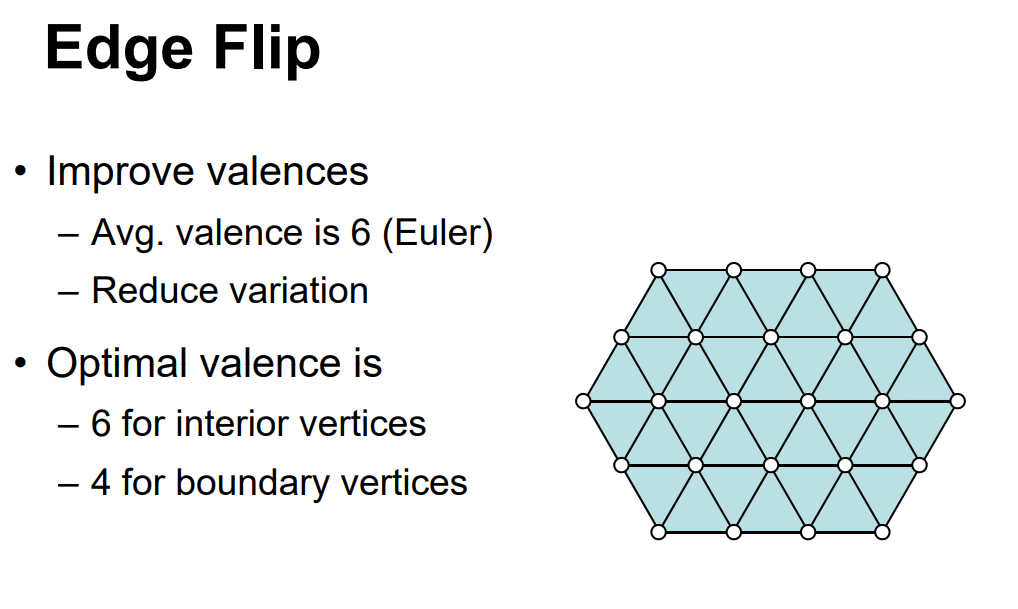 Edge Flip
• Improve valences
– Avg. valence is 6 (Euler)
– Reduce variation
• Optimal valence is
– 6 for interior vertices
– 4 for boundary vertices